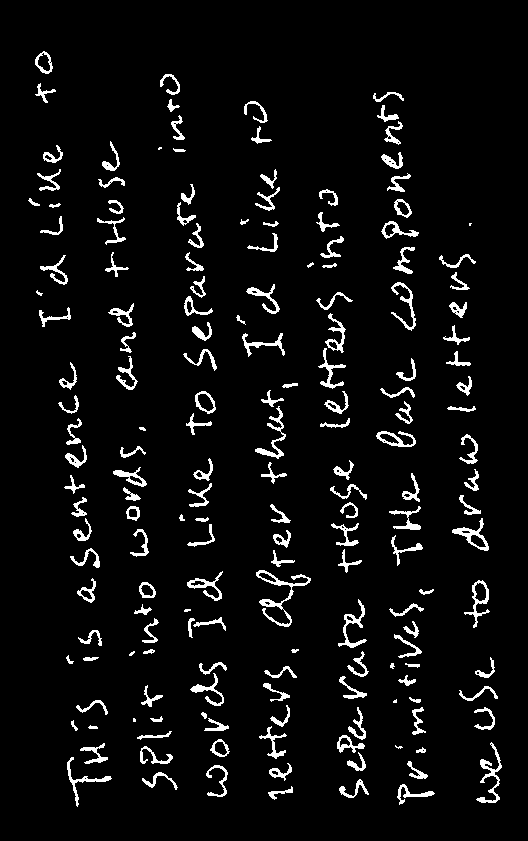 THis is a sentence I'd Like to
split into words. and tHose
words I'd Like to separate into
letters. after that, I'd Like to
separate tHose letters into
Primitives, THe base components
we use to draw letters.